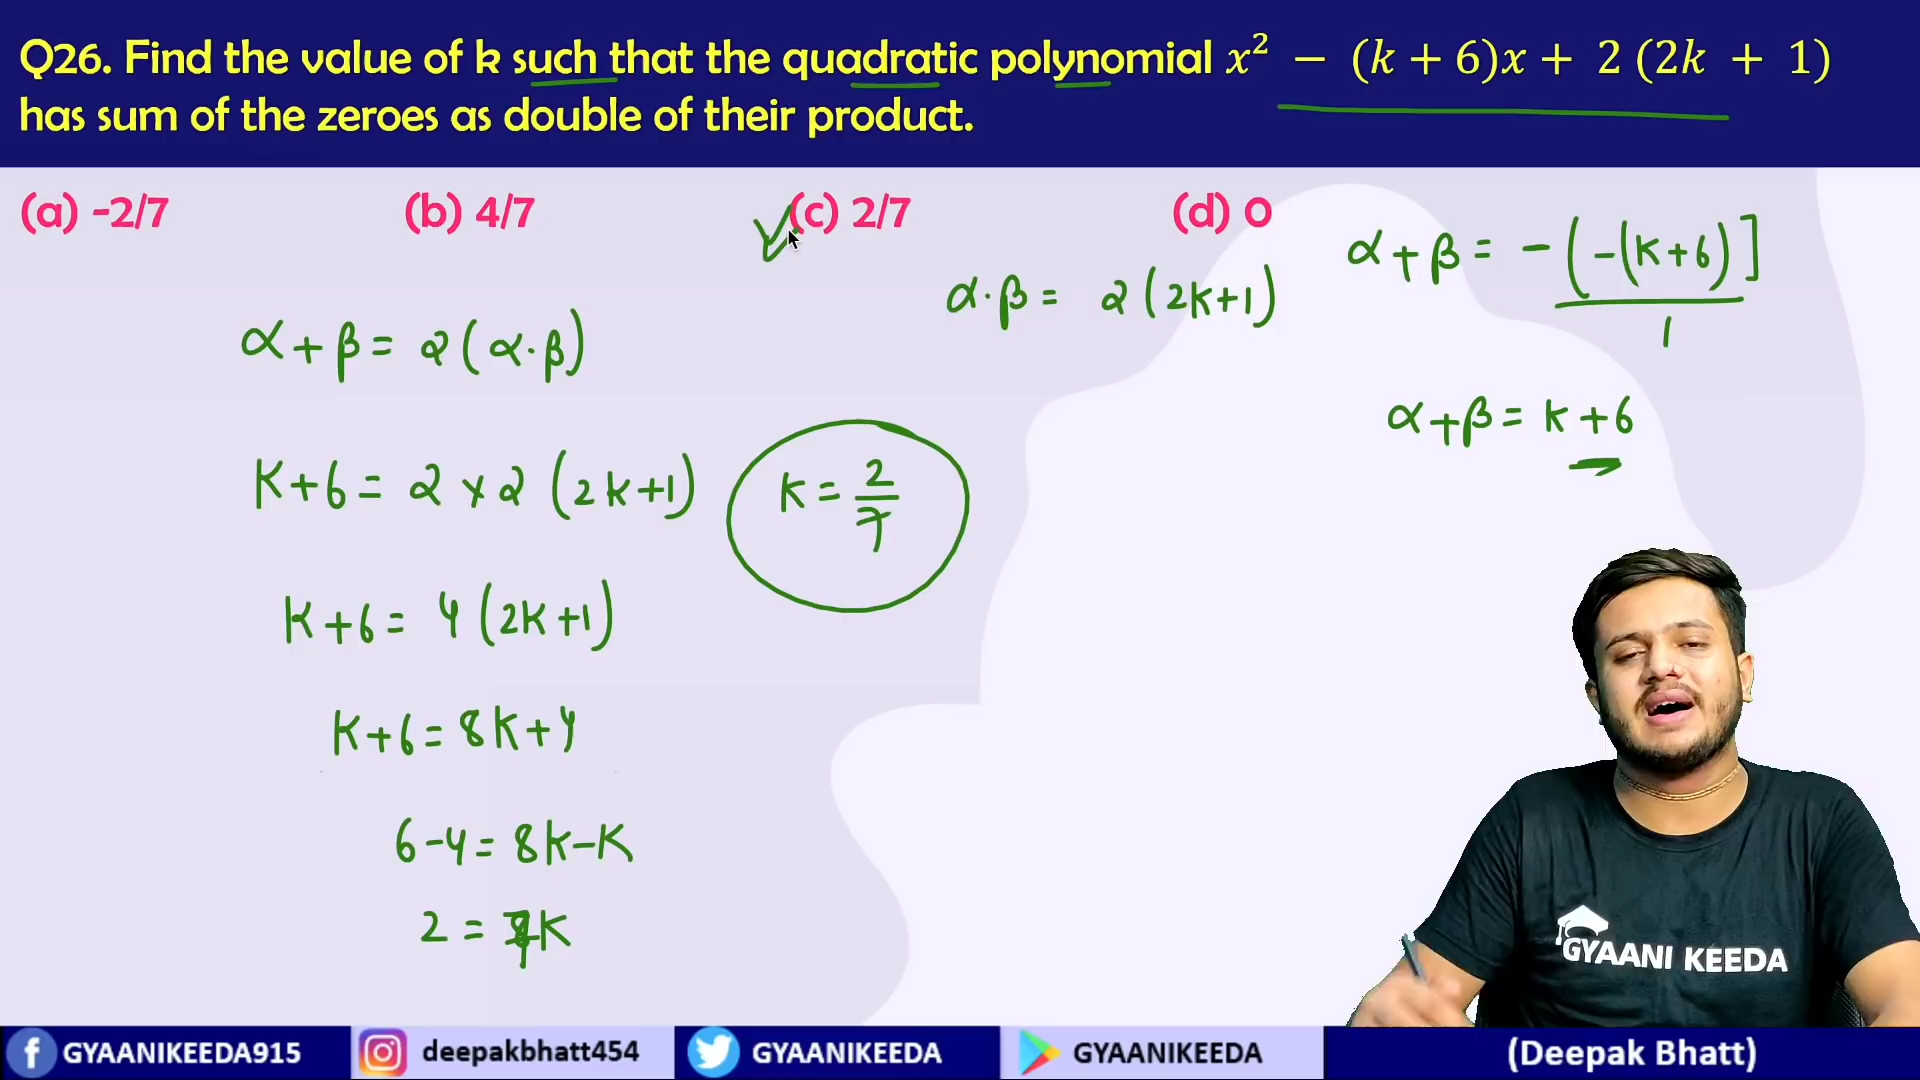 Q26. Find the value of k such that the quadratic polynomial x² − (k + 6)x + 2 (2k + 1)
has sum of the zeroes as double of their product.
(a) -2/7 (b) 4/7 (c) 2/7 (d) 0
α+β = -(-(K+6)]/1
α·β = 2(2K+1)
α+β = 2(α·β)
α+β = K+6
K+6 = 2×2 (2K+1)
K = 2/7
K+6 = 4(2K+1)
K+6 = 8K+4
6-4 = 8K-K
2 = 7K
GYAANI KEEDA
GYAANIKEEDA915 deepakbhatt454 GYAANIKEEDA GYAANIKEEDA (Deepak Bhatt)